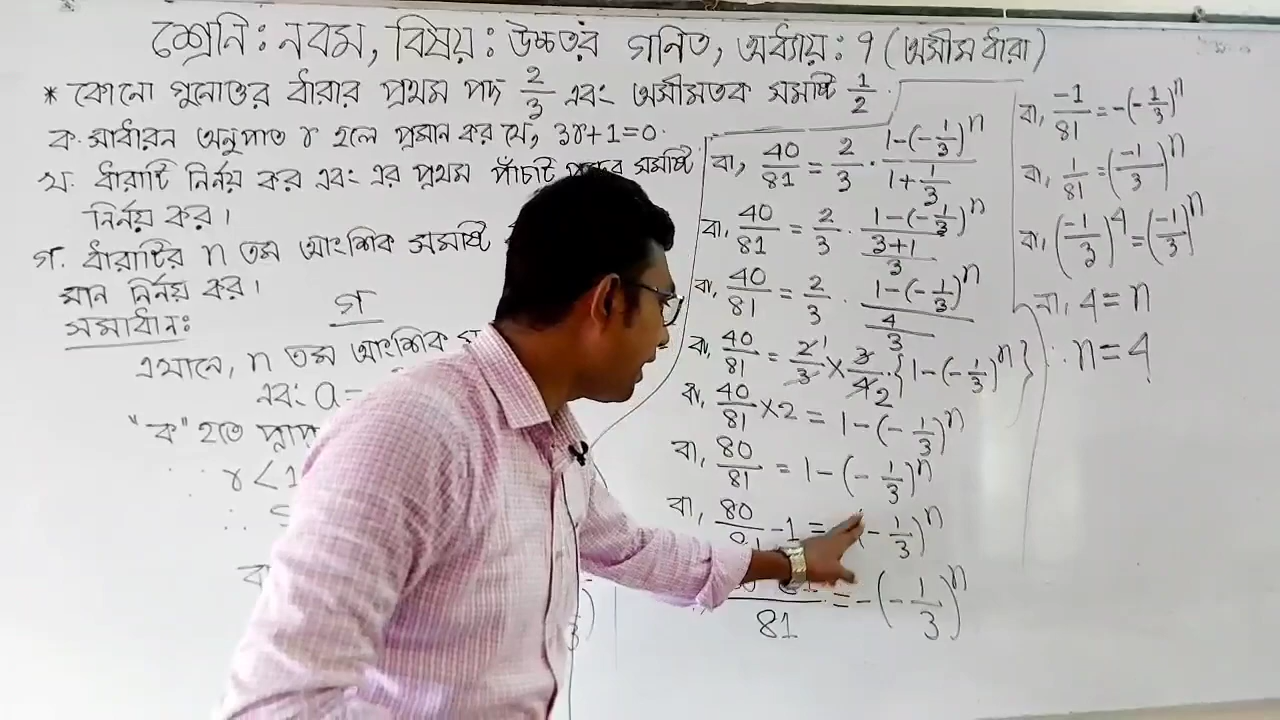 শ্রেনি: নবম, বিষয়: উচ্চতর গনিত, অধ্যায়: ৭ (অসীম ধারা)
* কোনো গুনোত্তর ধারার প্রথম পদ 2/3 এবং অসীমতক সমষ্টি 1/2.
ক. সাধারন অনুপাত r হলে প্রমান কর যে, 3r+1=0.
খ. ধারাটি নির্নয় কর এবং এর প্রথম পাঁচটি সমষ্টি
নির্নয় কর।
গ. ধারাটির n তম আংশিক সমষ্টি
মান নির্নয় কর।
সমাধান:
গ
এখানে, n তম আংশিক
এবং a=
"ক" হতে
r<1
∴
বা, 40/81 = 2/3 · (1-(-1/3)^n)/(1+1/3)
বা, 40/81 = 2/3 · (1-(-1/3)^n)/((3+1)/3)
বা, 40/81 = 2/3 · (1-(-1/3)^n)/(4/3)
বা, 40/81 = 2/3 × 3/4 · {1-(-1/3)^n}
বা, 40/81 ×2 = 1-(-1/3)^n
বা, 80/81 = 1-(-1/3)^n
বা, 80/81 -1 = (-1/3)^n
81 = -(-1/3)^n
বা, -1/81 = -(-1/3)^n
বা, 1/81 = (-1/3)^n
বা, (-1/3)^4 = (-1/3)^n
বা, 4=n
∴ n=4